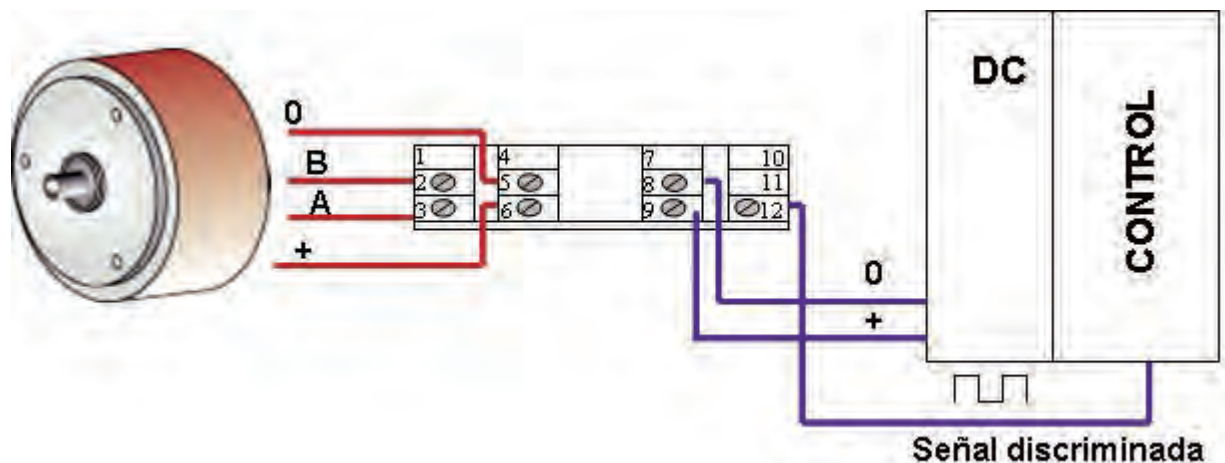 0
B
A
+
1 4 7 10
2 5 8 11
3 6 9 12
DC
CONTROL
0
+
Señal discriminada